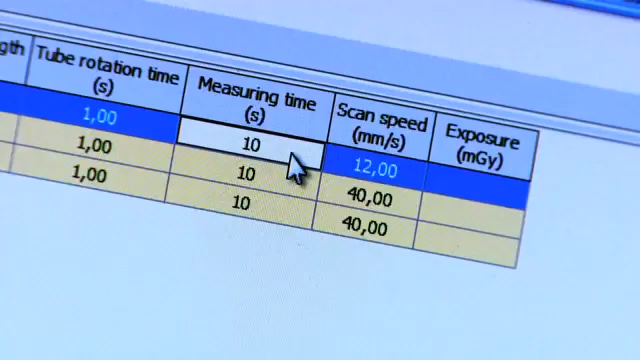 gth Tube rotation time (s) Measuring time (s) Scan speed (mm/s) Exposure (mGy)
1,00 10 12,00
1,00 10 40,00
1,00 10 40,00